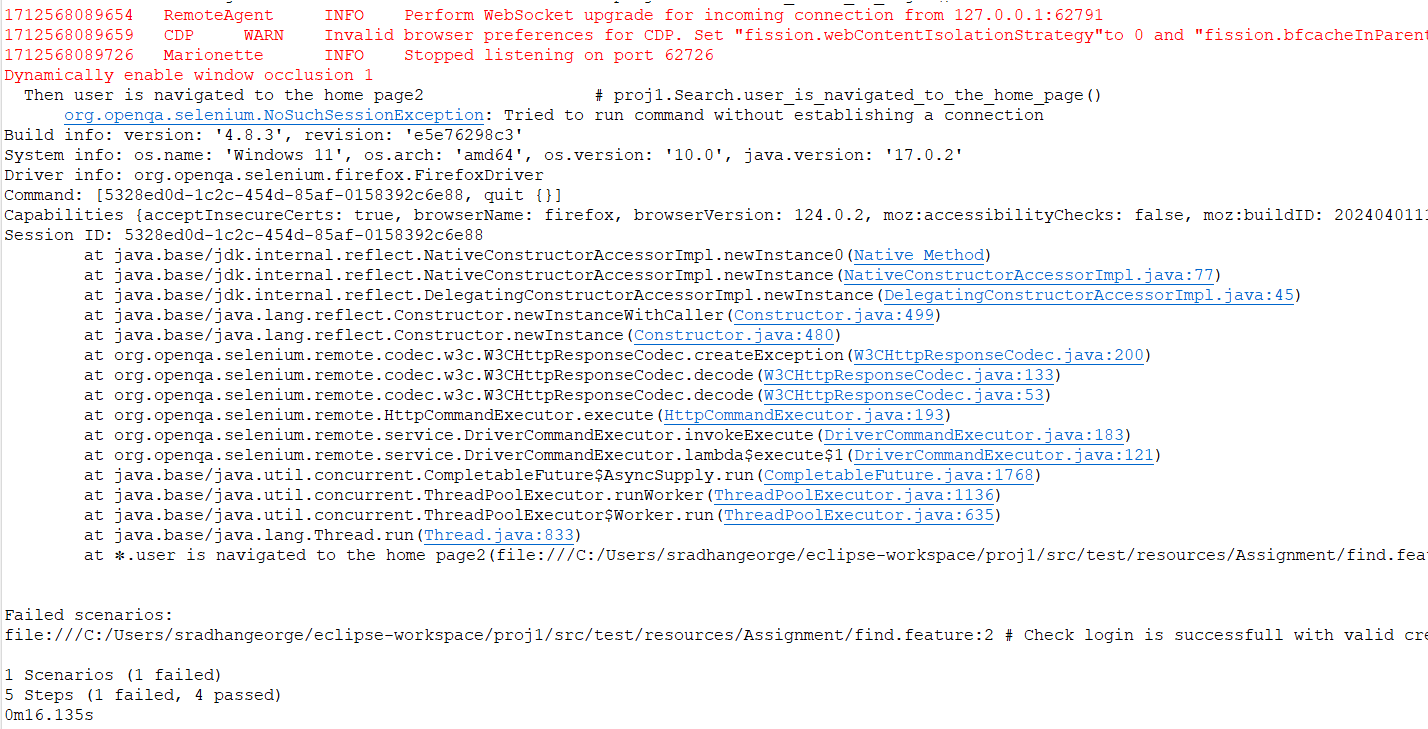 1712568089654   RemoteAgent     INFO    Perform WebSocket upgrade for incoming connection from 127.0.0.1:62791
1712568089659   CDP     WARN    Invalid browser preferences for CDP. Set "fission.webContentIsolationStrategy"to 0 and "fission.bfcacheInParent
1712568089726   Marionette      INFO    Stopped listening on port 62726
Dynamically enable window occlusion 1
  Then user is navigated to the home page2                 # proj1.Search.user_is_navigated_to_the_home_page()
      org.openqa.selenium.NoSuchSessionException: Tried to run command without establishing a connection
Build info: version: '4.8.3', revision: 'e5e76298c3'
System info: os.name: 'Windows 11', os.arch: 'amd64', os.version: '10.0', java.version: '17.0.2'
Driver info: org.openqa.selenium.firefox.FirefoxDriver
Command: [5328ed0d-1c2c-454d-85af-0158392c6e88, quit {}]
Capabilities {acceptInsecureCerts: true, browserName: firefox, browserVersion: 124.0.2, moz:accessibilityChecks: false, moz:buildID: 2024040111
Session ID: 5328ed0d-1c2c-454d-85af-0158392c6e88
        at java.base/jdk.internal.reflect.NativeConstructorAccessorImpl.newInstance0(Native Method)
        at java.base/jdk.internal.reflect.NativeConstructorAccessorImpl.newInstance(NativeConstructorAccessorImpl.java:77)
        at java.base/jdk.internal.reflect.DelegatingConstructorAccessorImpl.newInstance(DelegatingConstructorAccessorImpl.java:45)
        at java.base/java.lang.reflect.Constructor.newInstanceWithCaller(Constructor.java:499)
        at java.base/java.lang.reflect.Constructor.newInstance(Constructor.java:480)
        at org.openqa.selenium.remote.codec.w3c.W3CHttpResponseCodec.createException(W3CHttpResponseCodec.java:200)
        at org.openqa.selenium.remote.codec.w3c.W3CHttpResponseCodec.decode(W3CHttpResponseCodec.java:133)
        at org.openqa.selenium.remote.codec.w3c.W3CHttpResponseCodec.decode(W3CHttpResponseCodec.java:53)
        at org.openqa.selenium.remote.HttpCommandExecutor.execute(HttpCommandExecutor.java:193)
        at org.openqa.selenium.remote.service.DriverCommandExecutor.invokeExecute(DriverCommandExecutor.java:183)
        at org.openqa.selenium.remote.service.DriverCommandExecutor.lambda$execute$1(DriverCommandExecutor.java:121)
        at java.base/java.util.concurrent.CompletableFuture$AsyncSupply.run(CompletableFuture.java:1768)
        at java.base/java.util.concurrent.ThreadPoolExecutor.runWorker(ThreadPoolExecutor.java:1136)
        at java.base/java.util.concurrent.ThreadPoolExecutor$Worker.run(ThreadPoolExecutor.java:635)
        at java.base/java.lang.Thread.run(Thread.java:833)
        at ✽.user is navigated to the home page2(file:///C:/Users/sradhangeorge/eclipse-workspace/proj1/src/test/resources/Assignment/find.fea
Failed scenarios:
file:///C:/Users/sradhangeorge/eclipse-workspace/proj1/src/test/resources/Assignment/find.feature:2 # Check login is successfull with valid cre
1 Scenarios (1 failed)
5 Steps (1 failed, 4 passed)
0m16.135s